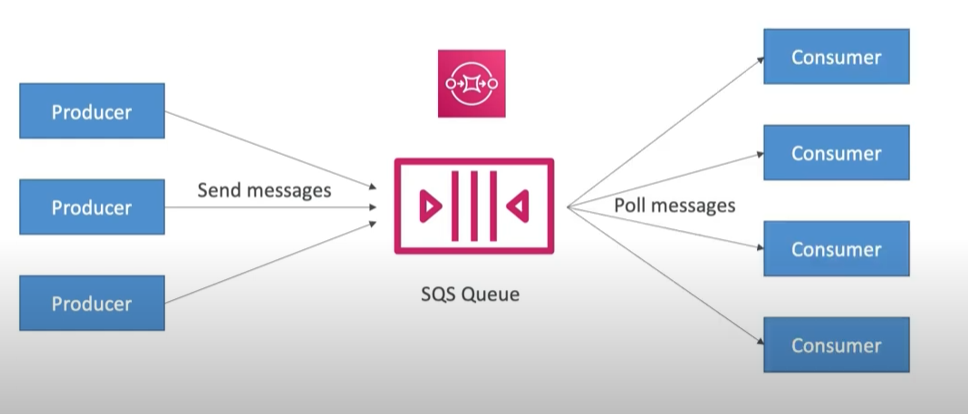 Producer
Producer
Producer
Send messages
SQS Queue
Poll messages
Consumer
Consumer
Consumer
Consumer